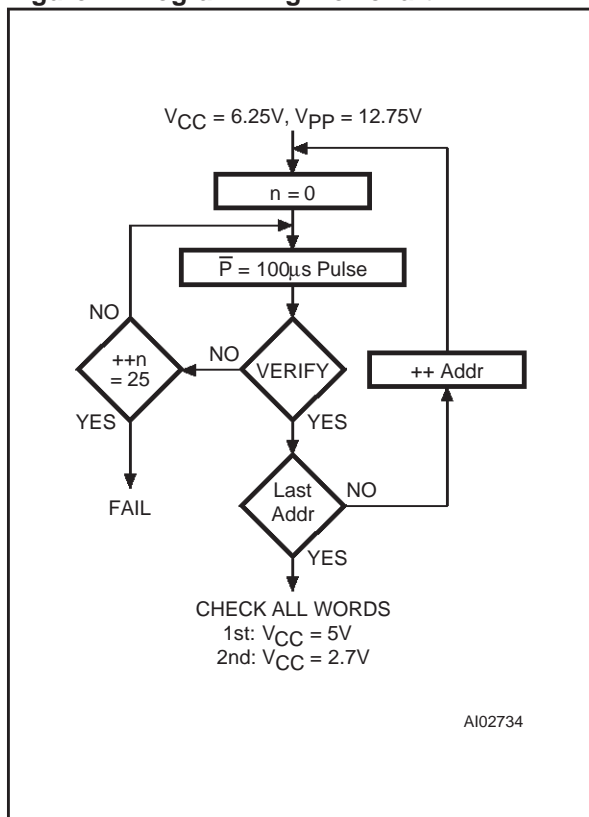 VCC = 6.25V, VPP = 12.75V
n = 0
P̅ = 100μs Pulse
NO
++n
= 25
NO
VERIFY
++ Addr
YES
YES
FAIL
Last
Addr
NO
YES
CHECK ALL WORDS
1st: VCC = 5V
2nd: VCC = 2.7V
AI02734